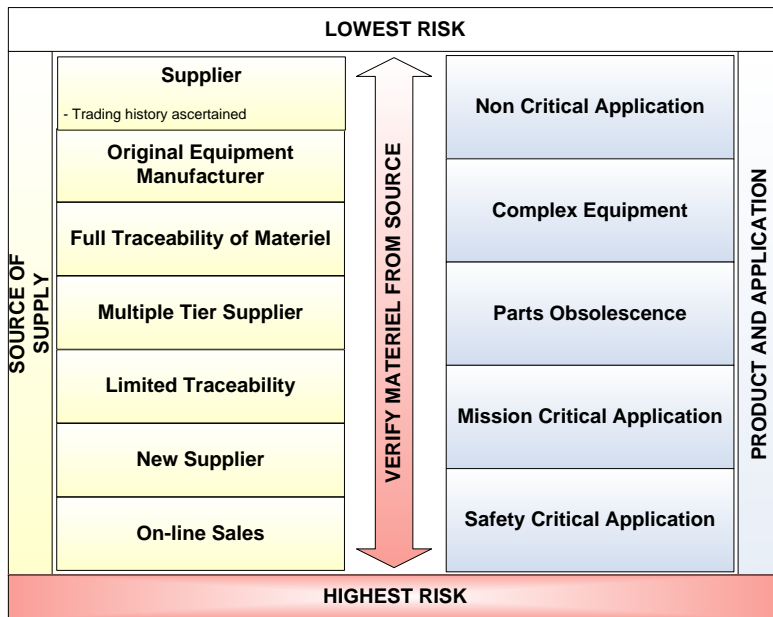 LOWEST RISK
SOURCE OF
SUPPLY
Supplier
- Trading history ascertained
Original Equipment
Manufacturer
Full Traceability of Materiel
Multiple Tier Supplier
Limited Traceability
New Supplier
On-line Sales
VERIFY MATERIEL FROM SOURCE
Non Critical Application
Complex Equipment
Parts Obsolescence
Mission Critical Application
Safety Critical Application
PRODUCT AND APPLICATION
HIGHEST RISK